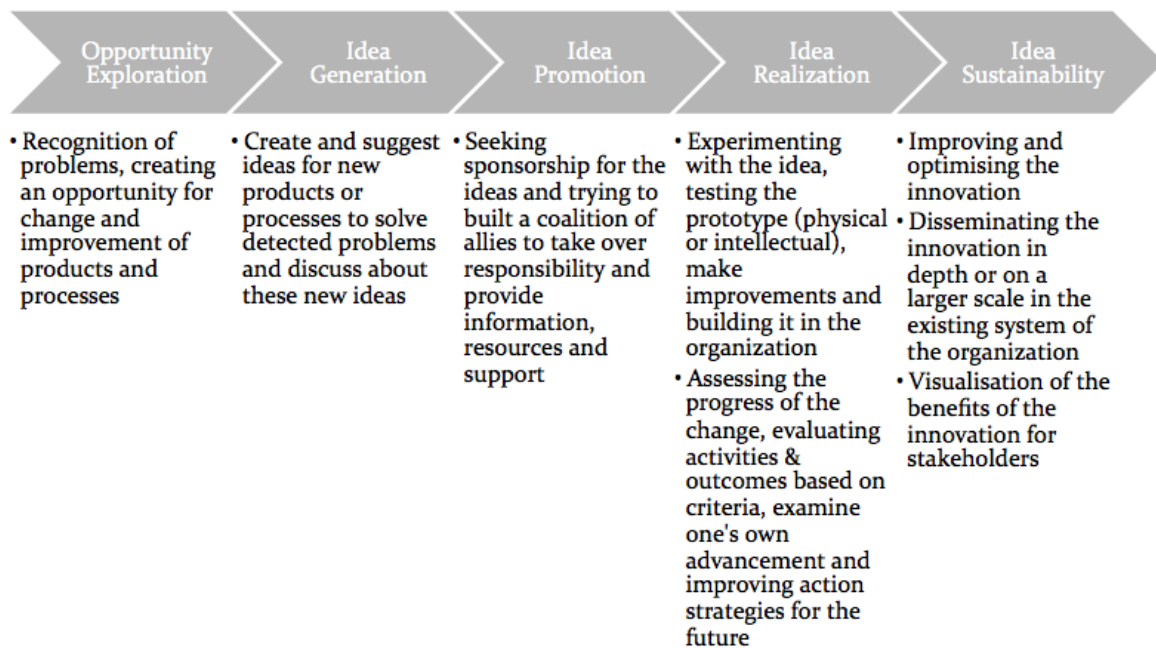 Opportunity
Exploration
Idea
Generation
Idea
Promotion
Idea
Realization
Idea
Sustainability
• Recognition of
problems, creating
an opportunity for
change and
improvement of
products and
processes
• Create and suggest
ideas for new
products or
processes to solve
detected problems
and discuss about
these new ideas
• Seeking
sponsorship for the
ideas and trying to
built a coalition of
allies to take over
responsibility and
provide
information,
resources and
support
• Experimenting
with the idea,
testing the
prototype (physical
or intellectual),
make
improvements and
building it in the
organization
• Assessing the
progress of the
change, evaluating
activities &
outcomes based on
criteria, examine
one's own
advancement and
improving action
strategies for the
future
• Improving and
optimising the
innovation
• Disseminating the
innovation in
depth or on a
larger scale in the
existing system of
the organization
• Visualisation of the
benefits of the
innovation for
stakeholders